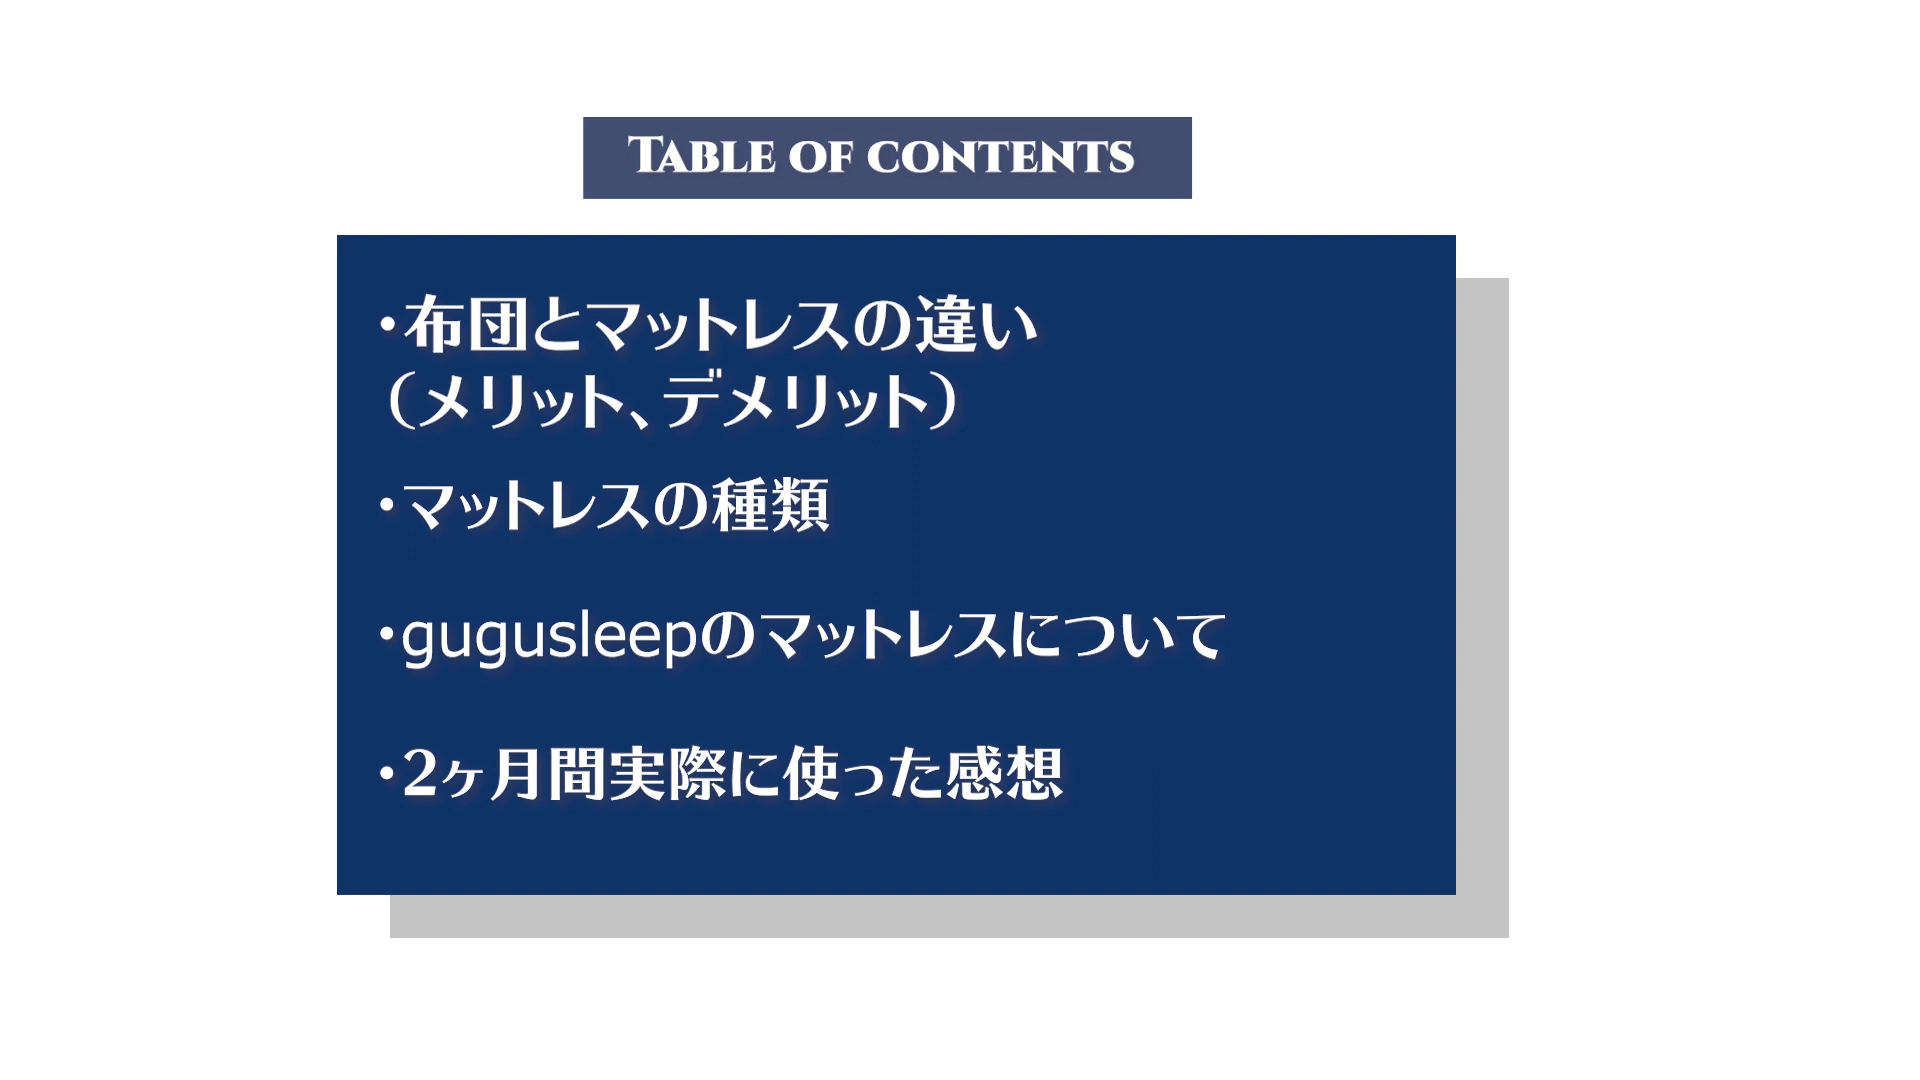 Table of contents
・布団とマットレスの違い
（メリット、デメリット）
・マットレスの種類
・gugusleepのマットレスについて
・2ヶ月間実際に使った感想